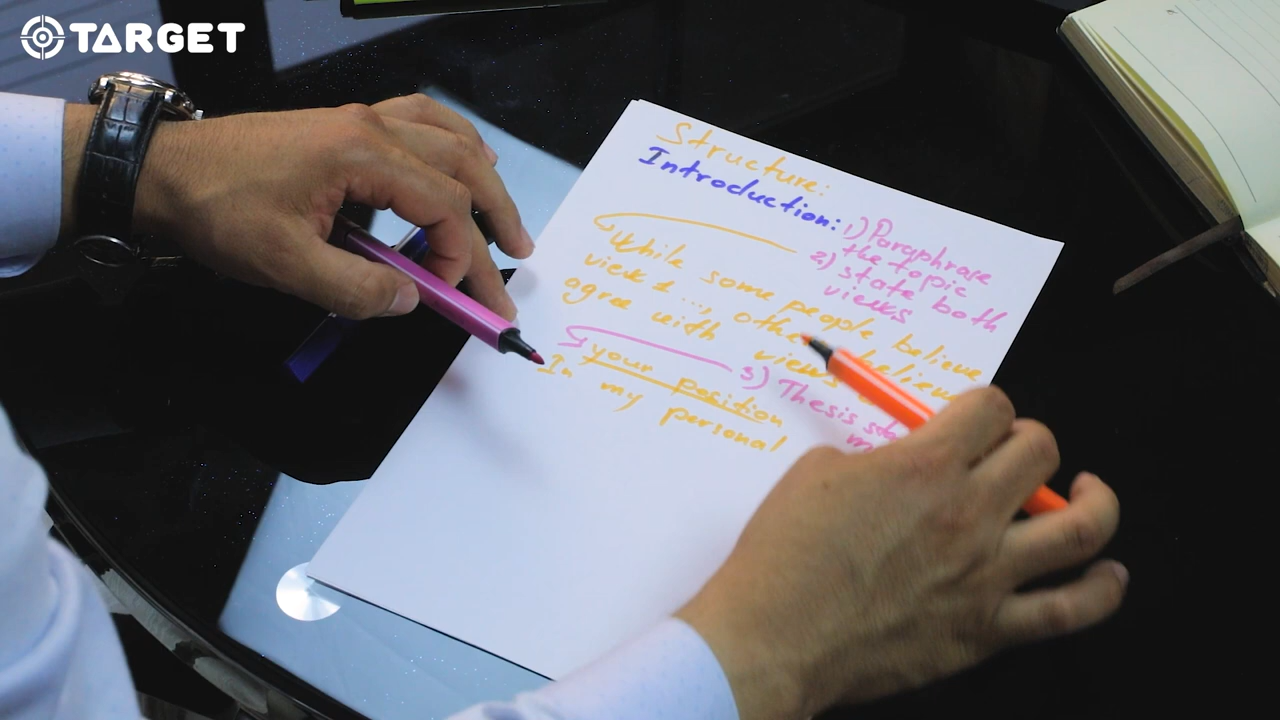 TARGET
Structure:
Introduction: 1) Paraphrase
the topic
2) state both
views
While some people believe
view 1 ..., others believe
agree with views
3) Thesis
your position
In my personal